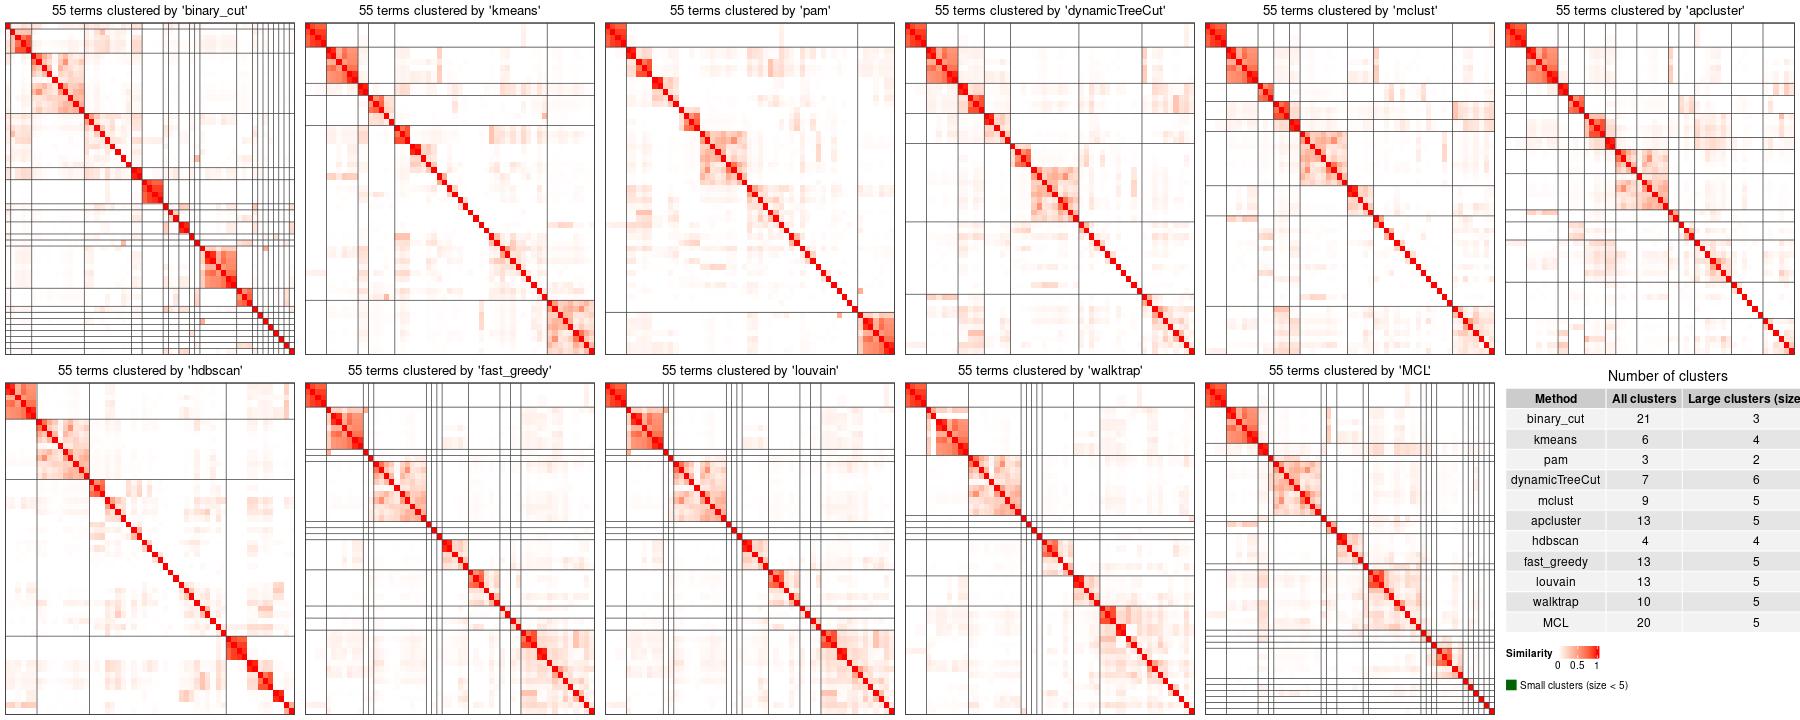 55 terms clustered by 'binary_cut'
55 terms clustered by 'kmeans'
55 terms clustered by 'pam'
55 terms clustered by 'dynamicTreeCut'
55 terms clustered by 'mclust'
55 terms clustered by 'apcluster'
55 terms clustered by 'hdbscan'
55 terms clustered by 'fast_greedy'
55 terms clustered by 'louvain'
55 terms clustered by 'walktrap'
55 terms clustered by 'MCL'
Number of clusters
Method All clusters Large clusters (size
binary_cut 21 3
kmeans 6 4
pam 3 2
dynamicTreeCut 7 6
mclust 9 5
apcluster 13 5
hdbscan 4 4
fast_greedy 13 5
louvain 13 5
walktrap 10 5
MCL 20 5
Similarity
0 0.5 1
Small clusters (size < 5)